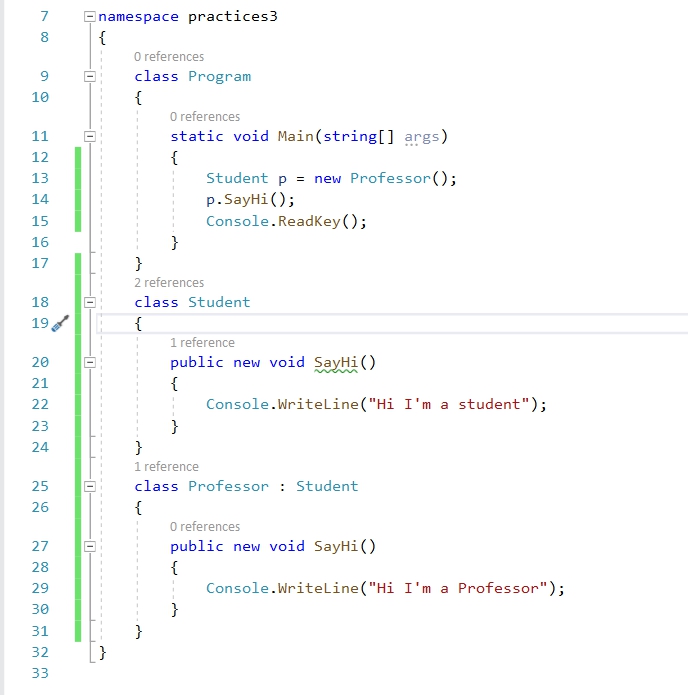 7 namespace practices3
8 {
0 references
9 class Program
10 {
0 references
11 static void Main(string[] args)
12 {
13 Student p = new Professor();
14 p.SayHi();
15 Console.ReadKey();
16 }
17 }
2 references
18 class Student
19 {
1 reference
20 public new void SayHi()
21 {
22 Console.WriteLine("Hi I'm a student");
23 }
24 }
1 reference
25 class Professor : Student
26 {
0 references
27 public new void SayHi()
28 {
29 Console.WriteLine("Hi I'm a Professor");
30 }
31 }
32 }
33